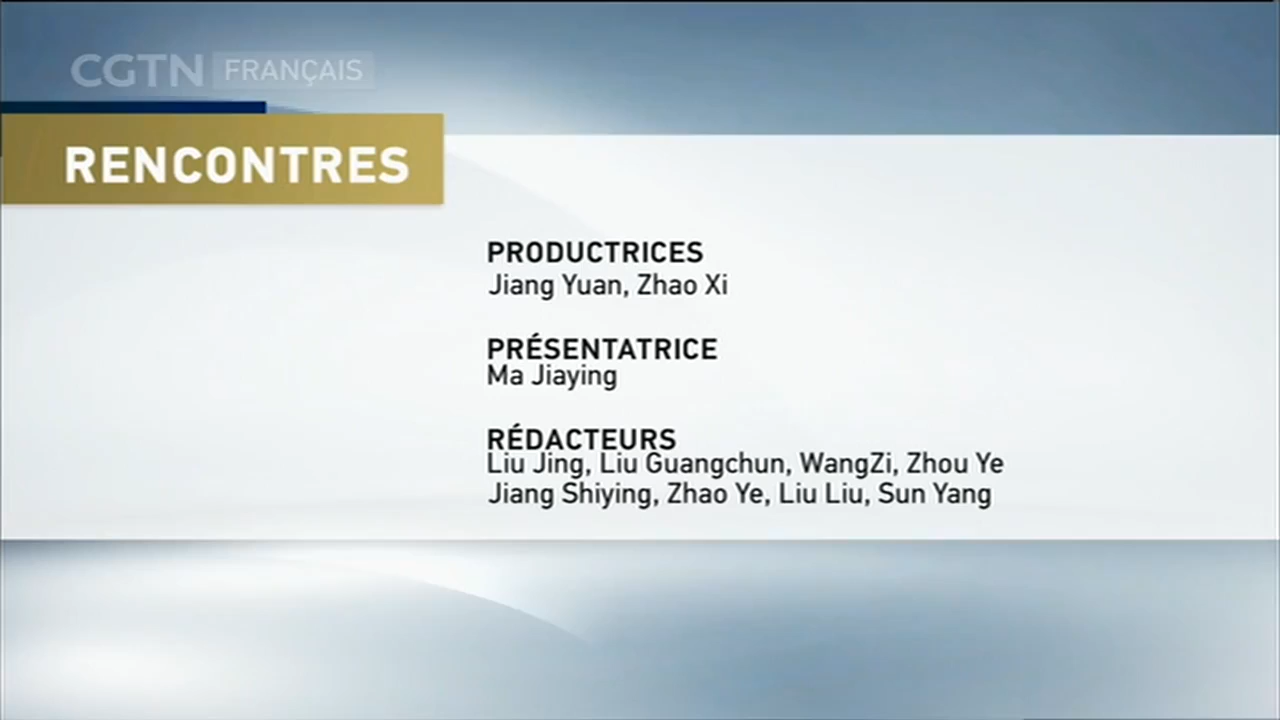 CGTN FRANÇAIS
RENCONTRES
PRODUCTRICES
Jiang Yuan, Zhao Xi
PRÉSENTATRICE
Ma Jiaying
RÉDACTEURS
Liu Jing, Liu Guangchun, WangZi, Zhou Ye
Jiang Shiying, Zhao Ye, Liu Liu, Sun Yang